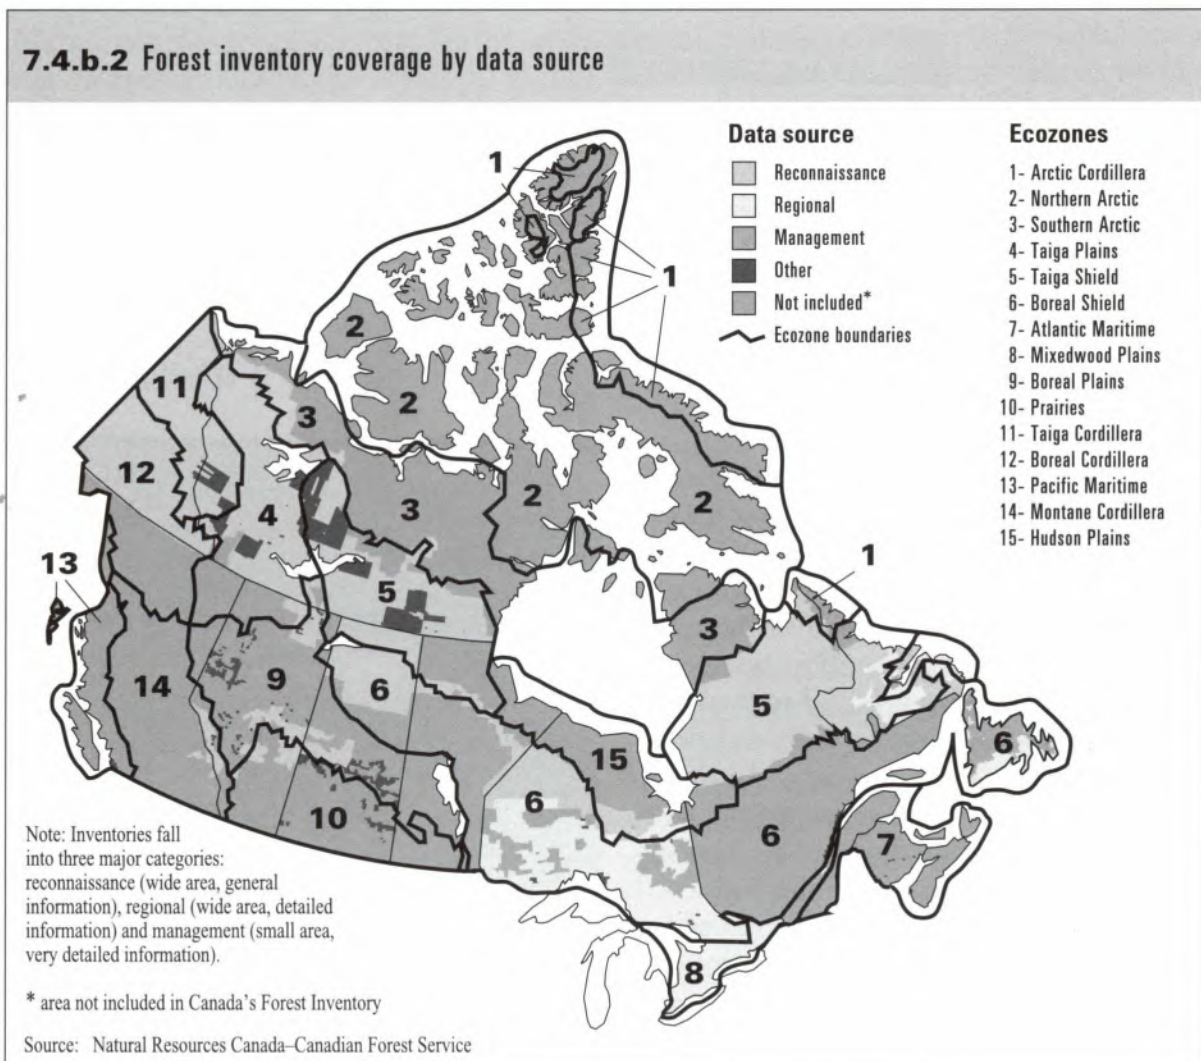 7.4.b.2 Forest inventory coverage by data source
Data source
Reconnaissance
Regional
Management
Other
Not included*
Ecozone boundaries
Ecozones
1- Arctic Cordillera
2- Northern Arctic
3- Southern Arctic
4- Taiga Plains
5- Taiga Shield
6- Boreal Shield
7- Atlantic Maritime
8- Mixedwood Plains
9- Boreal Plains
10- Prairies
11- Taiga Cordillera
12- Boreal Cordillera
13- Pacific Maritime
14- Montane Cordillera
15- Hudson Plains
1
1
2
11
2
3
12
2
2
4
3
13
1
5
3
14
9
6
5
15
6
6
10
6
7
8
Note: Inventories fall
into three major categories:
reconnaissance (wide area, general
information), regional (wide area, detailed
information) and management (small area,
very detailed information).
* area not included in Canada's Forest Inventory
Source: Natural Resources Canada–Canadian Forest Service